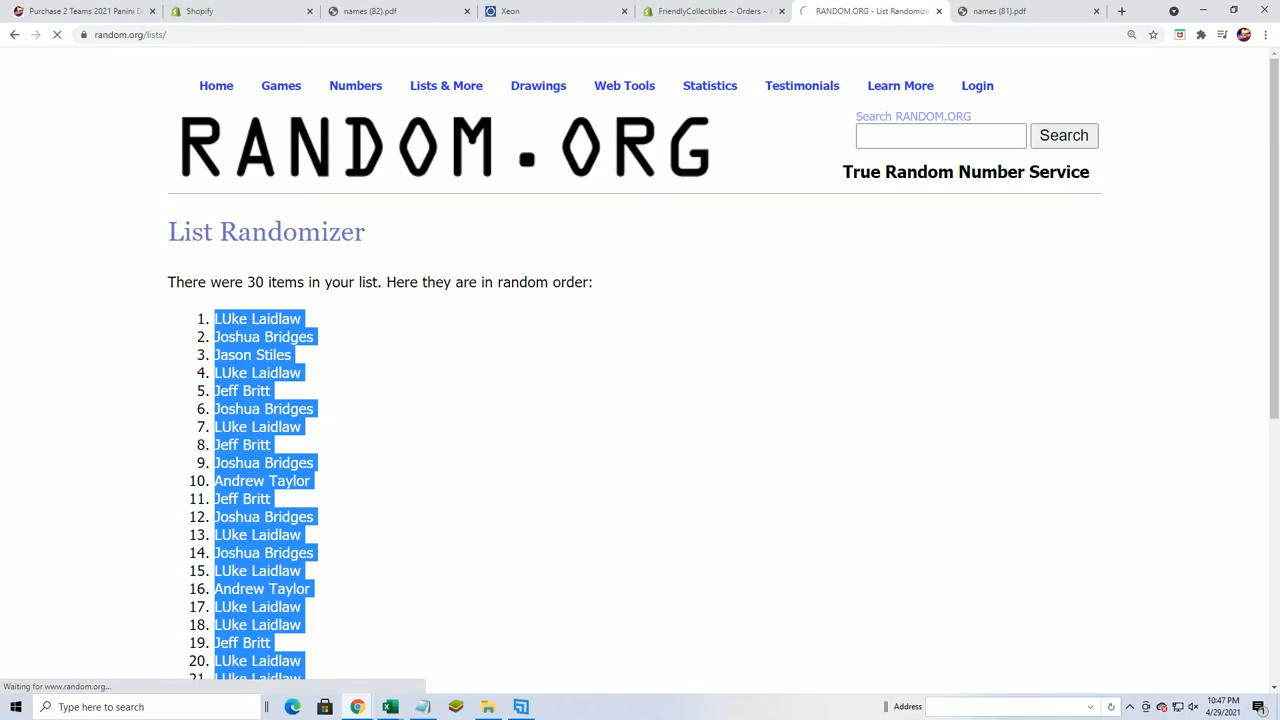 Purchase 2 Teams 2021 Panini D
Shopify
names (82).pdf
Xeon
FriendlyCollectibles ~ Orders ~
RANDOM.ORG - List Randomize
names (81).pdf
random.org/lists/
Home Games Numbers Lists & More Drawings Web Tools Statistics Testimonials Learn More Login
Search RANDOM.ORG
RANDOM.ORG
Search
True Random Number Service
List Randomizer
There were 30 items in your list. Here they are in random order:
1. LUke Laidlaw
2. Joshua Bridges
3. Jason Stiles
4. LUke Laidlaw
5. Jeff Britt
6. Joshua Bridges
7. LUke Laidlaw
8. Jeff Britt
9. Joshua Bridges
10. Andrew Taylor
11. Jeff Britt
12. Joshua Bridges
13. LUke Laidlaw
14. Joshua Bridges
15. LUke Laidlaw
16. Andrew Taylor
17. LUke Laidlaw
18. LUke Laidlaw
19. Jeff Britt
20. LUke Laidlaw
21. LUke Laidlaw
Waiting for www.random.org...
Type here to search
Address
10:47 PM
4/29/2021